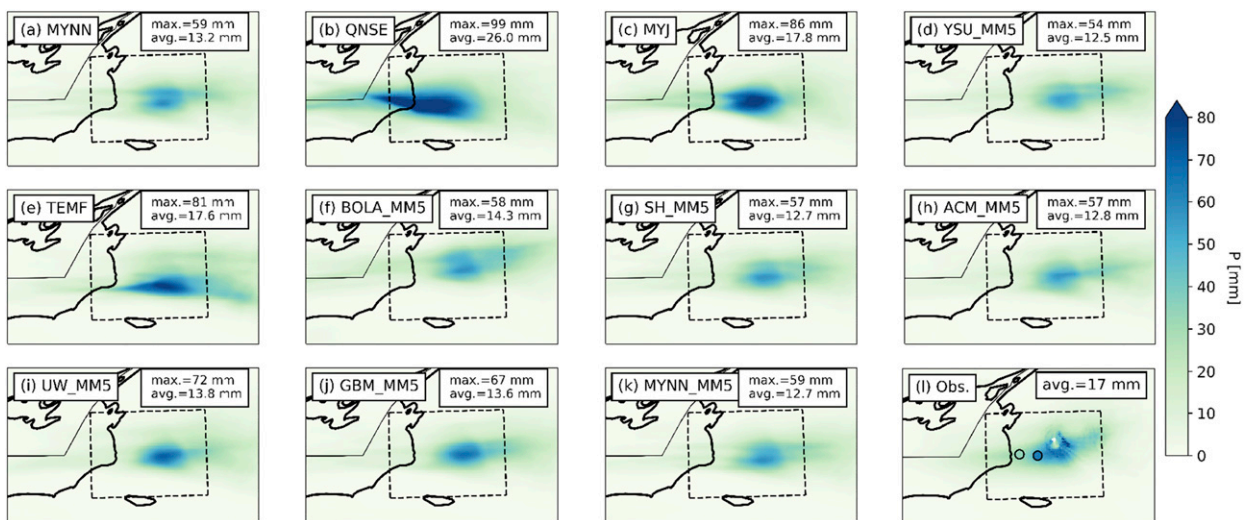 (a) MYNN
max.=59 mm
avg.=13.2 mm
(b) QNSE
max.=99 mm
avg.=26.0 mm
(c) MYJ
max.=86 mm
avg.=17.8 mm
(d) YSU_MM5
max.=54 mm
avg.=12.5 mm
(e) TEMF
max.=81 mm
avg.=17.6 mm
(f) BOLA_MM5
max.=58 mm
avg.=14.3 mm
(g) SH_MM5
max.=57 mm
avg.=12.7 mm
(h) ACM_MM5
max.=57 mm
avg.=12.8 mm
(i) UW_MM5
max.=72 mm
avg.=13.8 mm
(j) GBM_MM5
max.=67 mm
avg.=13.6 mm
(k) MYNN_MM5
max.=59 mm
avg.=12.7 mm
(l) Obs.
avg.=17 mm
80
70
60
50
40
30
20
10
0
P [mm]